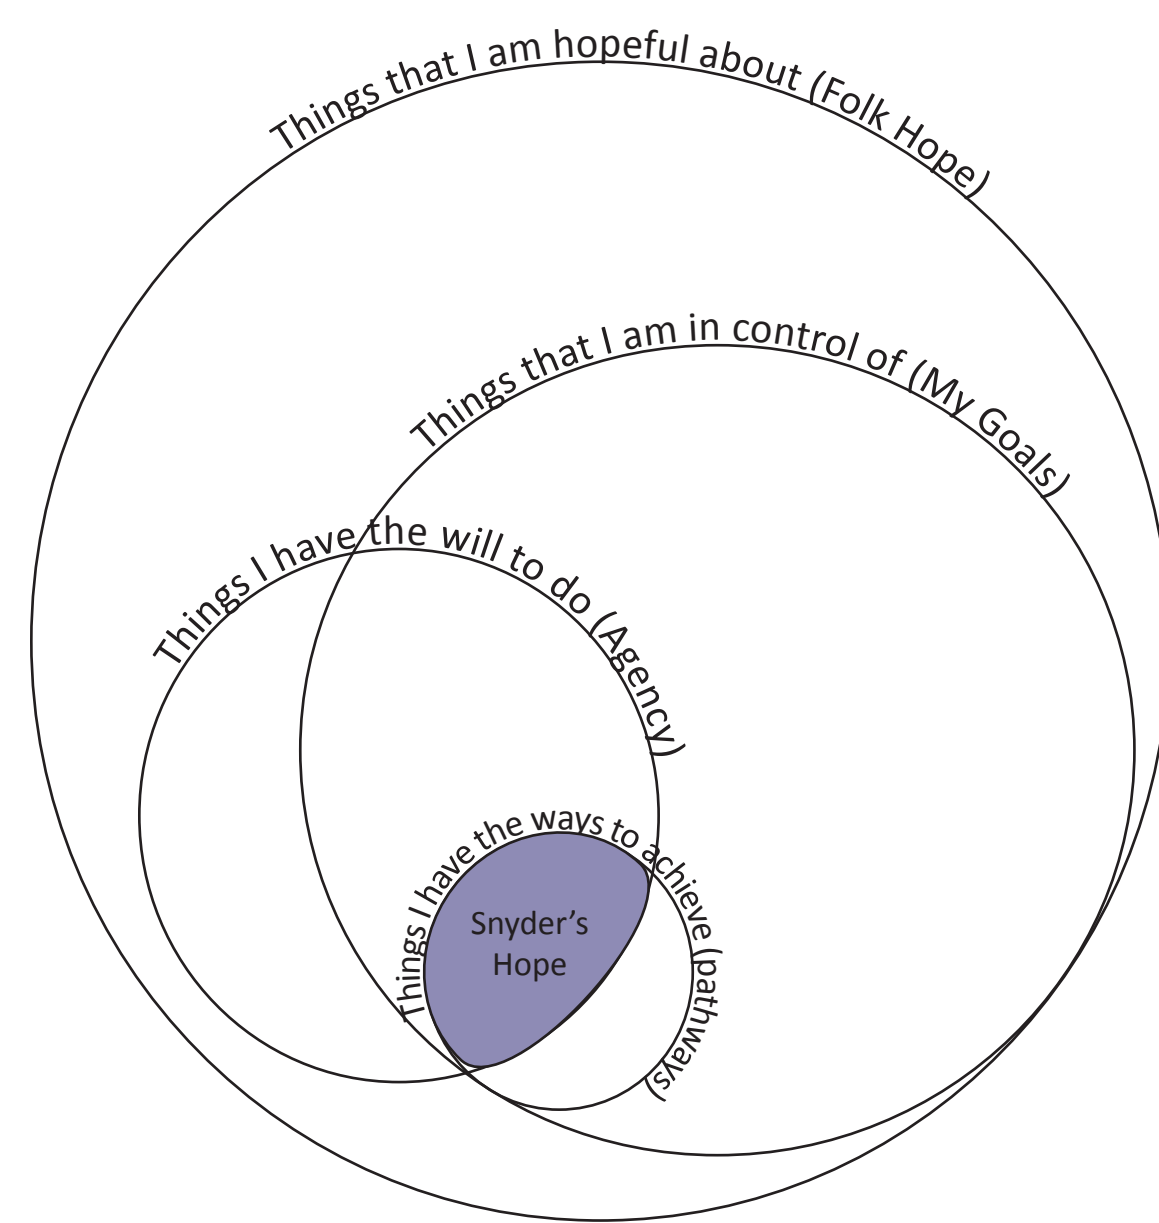 Things that I am hopeful about (Folk Hope)
Things that I am in control of (My Goals)
Things I have the will to do (Agency)
Things I have the ways to achieve (pathways)
Snyder’s
Hope